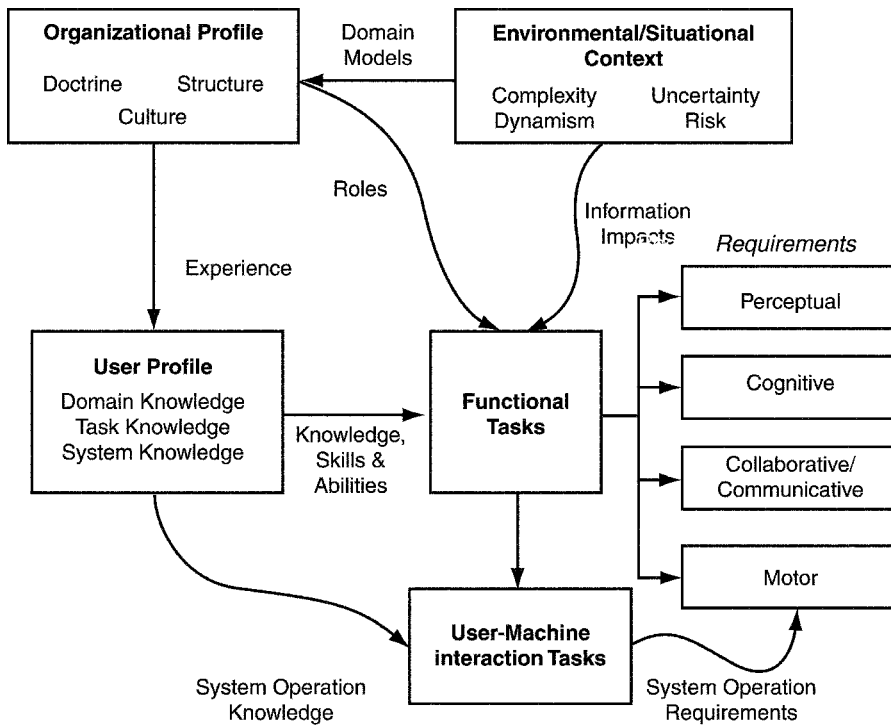 Organizational Profile
Doctrine Structure
Culture
Domain
Models
Environmental/Situational
Context
Complexity Uncertainty
Dynamism Risk
Roles
Information
Impacts
Requirements
Experience
Perceptual
User Profile
Domain Knowledge
Task Knowledge
System Knowledge
Knowledge,
Skills &
Abilities
Functional
Tasks
Cognitive
Collaborative/
Communicative
Motor
User-Machine
interaction Tasks
System Operation
Knowledge
System Operation
Requirements